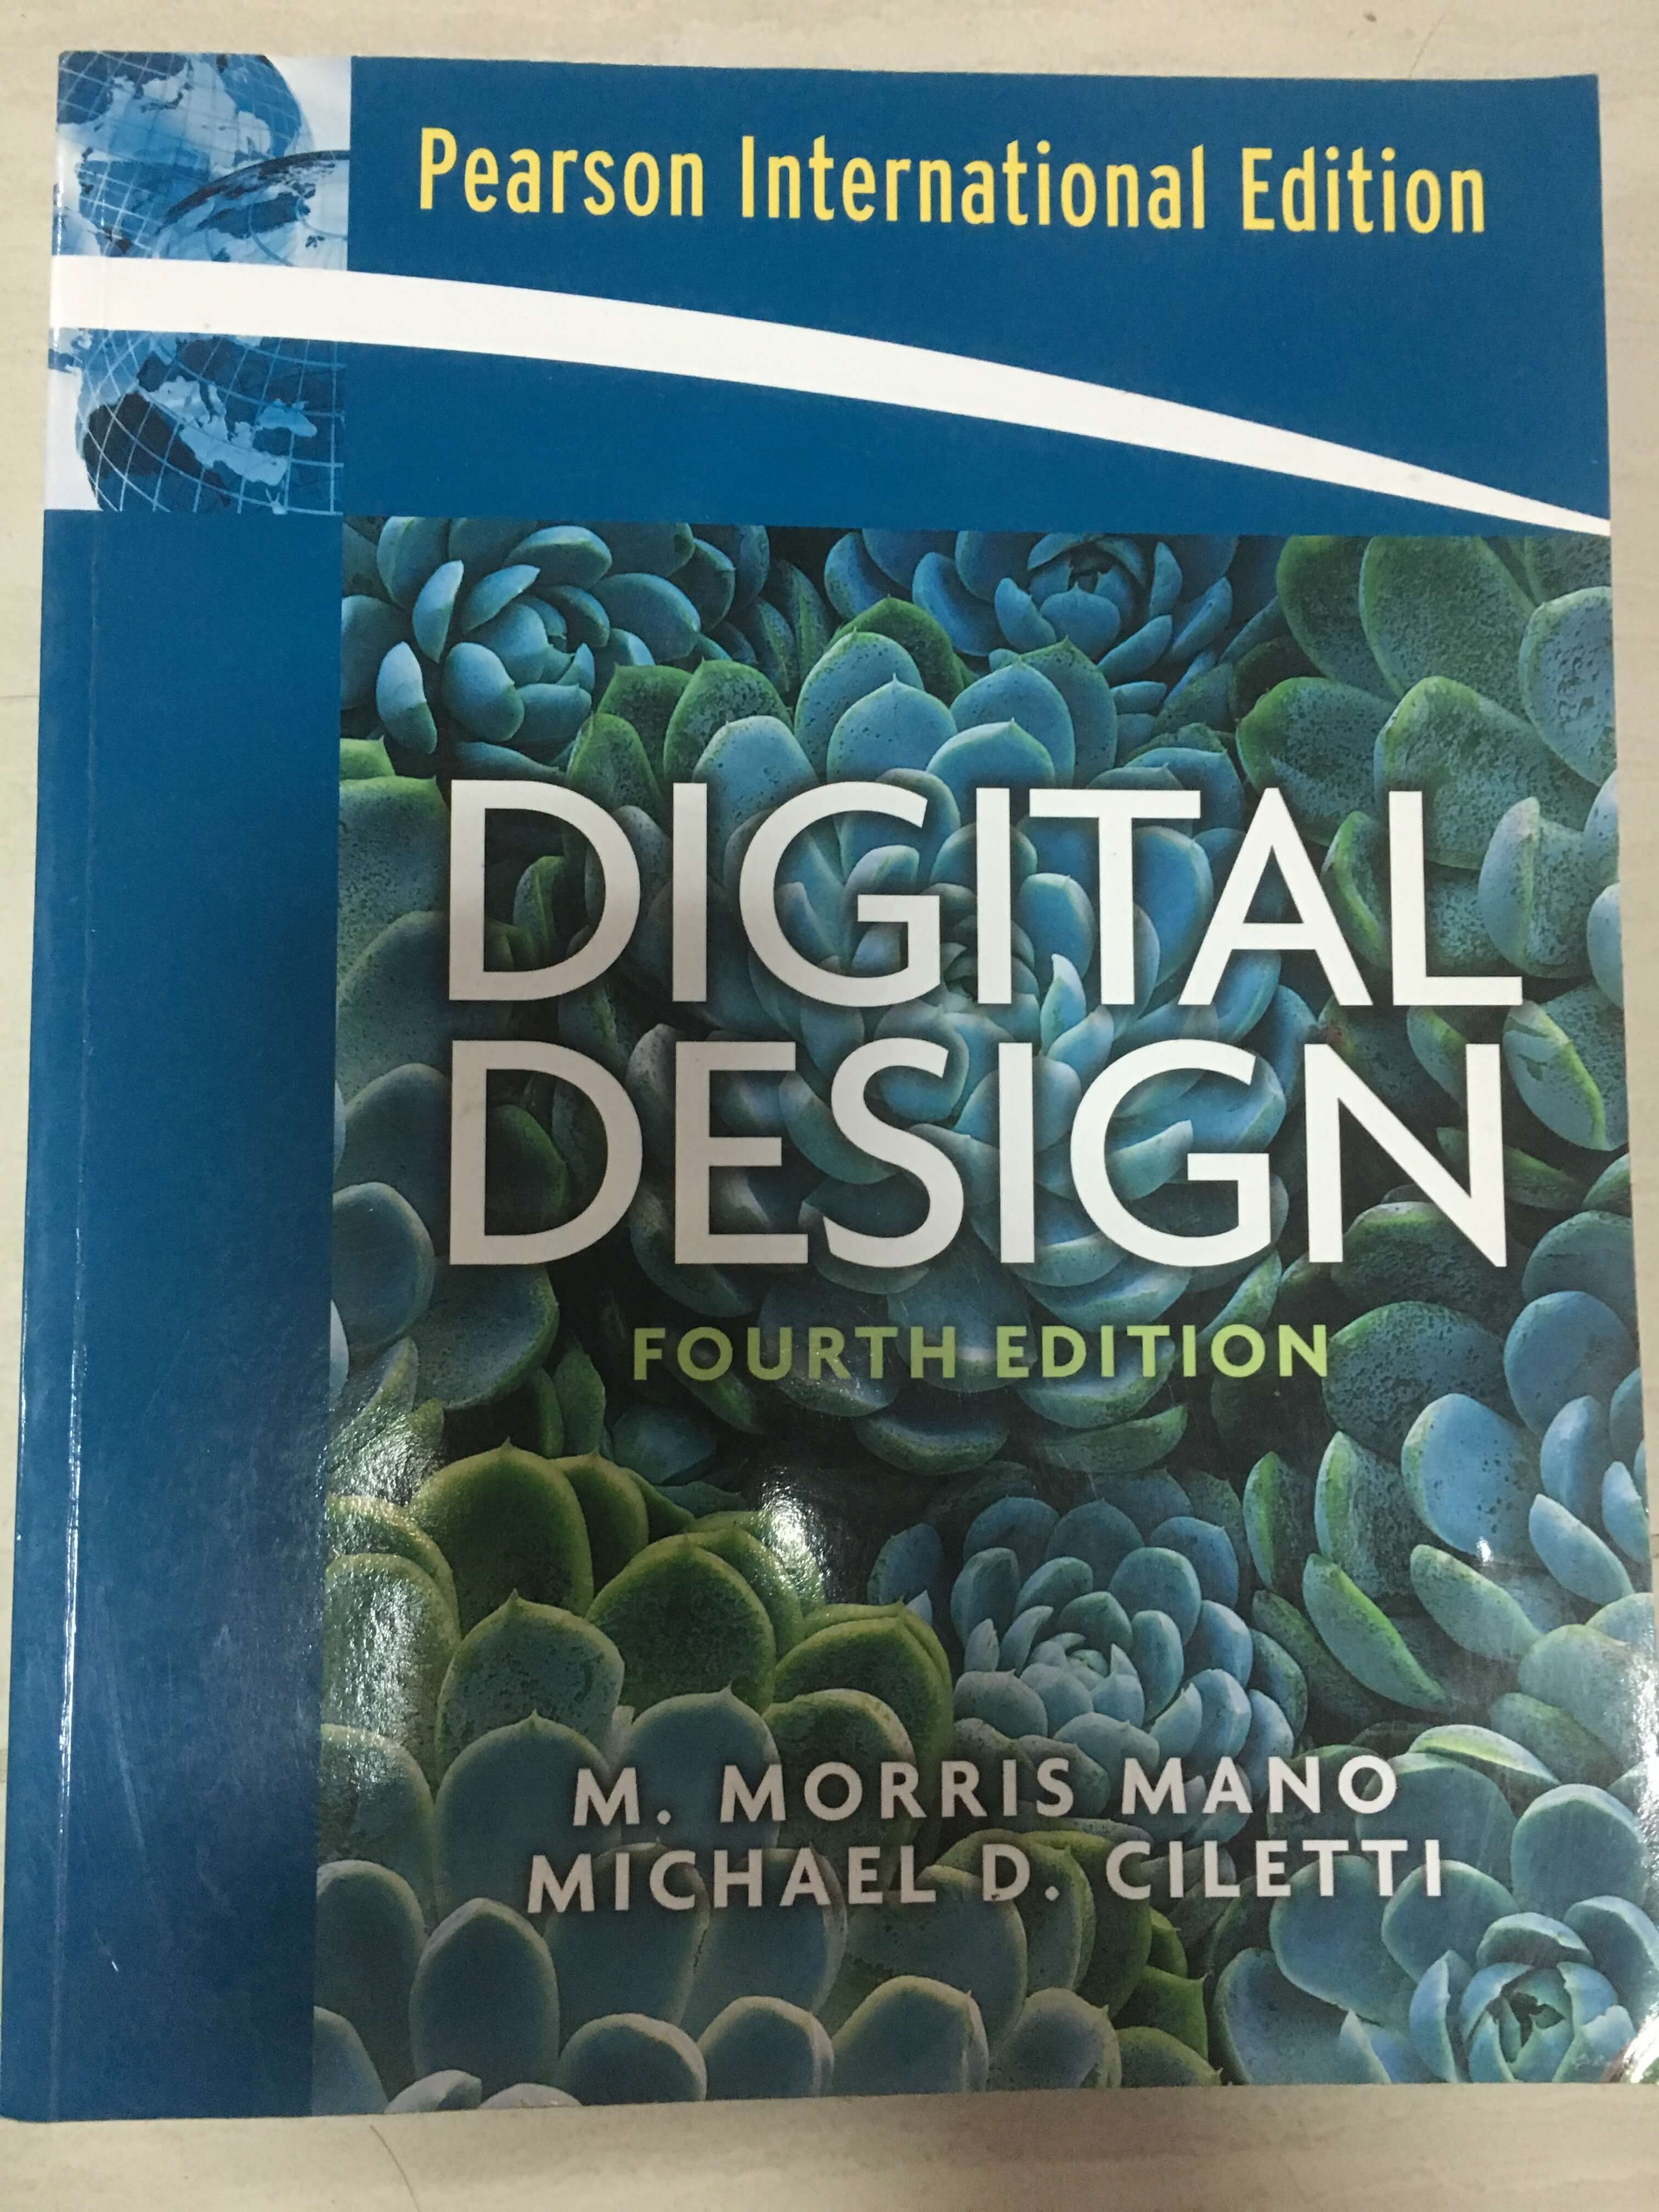 Pearson International Edition
DIGITAL
DESIGN
FOURTH EDITION
M. MORRIS MANO
MICHAEL D. CILETTI